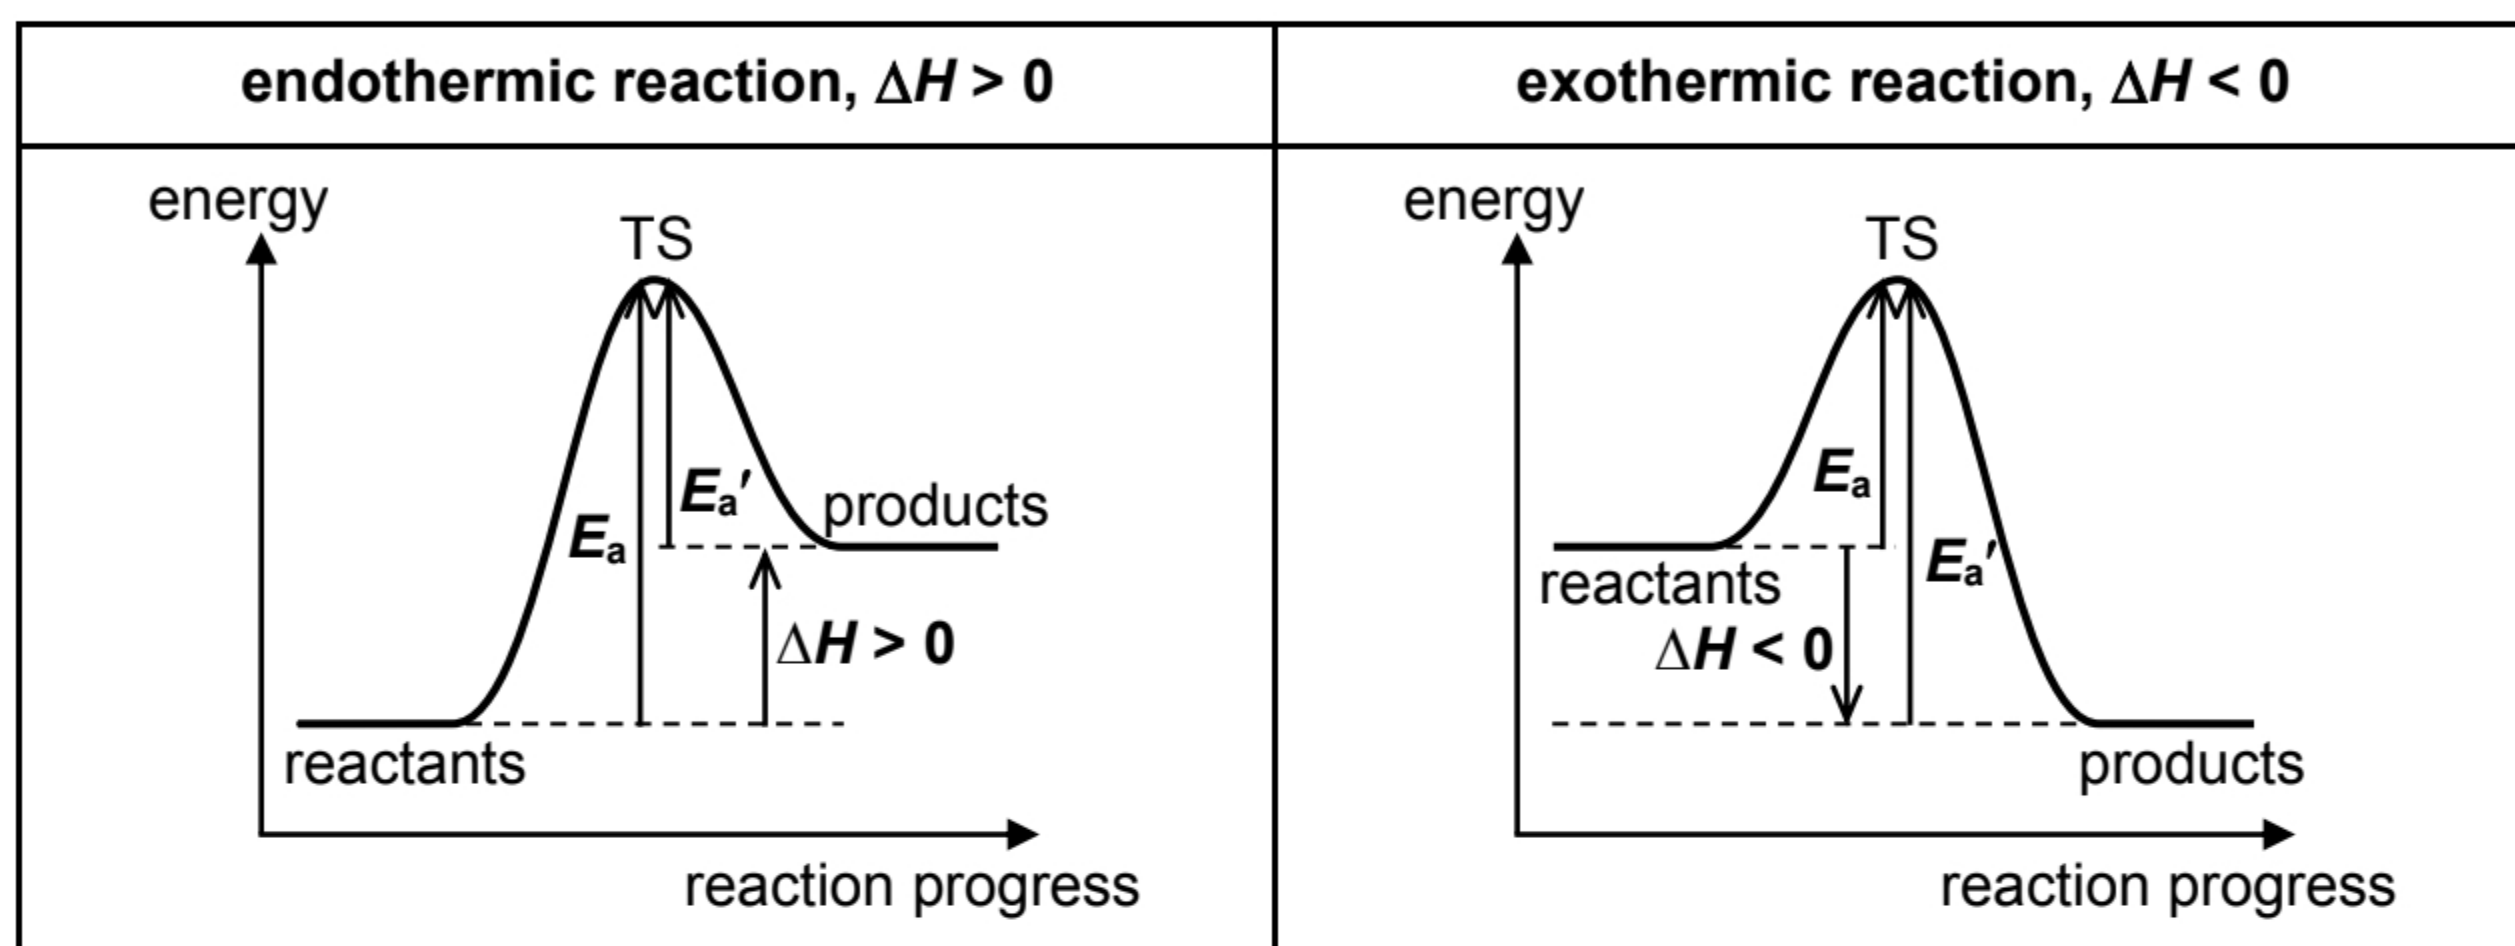 endothermic reaction, ΔH > 0
exothermic reaction, ΔH < 0
energy
TS
Ea
Ea′
products
ΔH > 0
reactants
reaction progress
energy
TS
Ea
reactants
Ea′
ΔH < 0
products
reaction progress